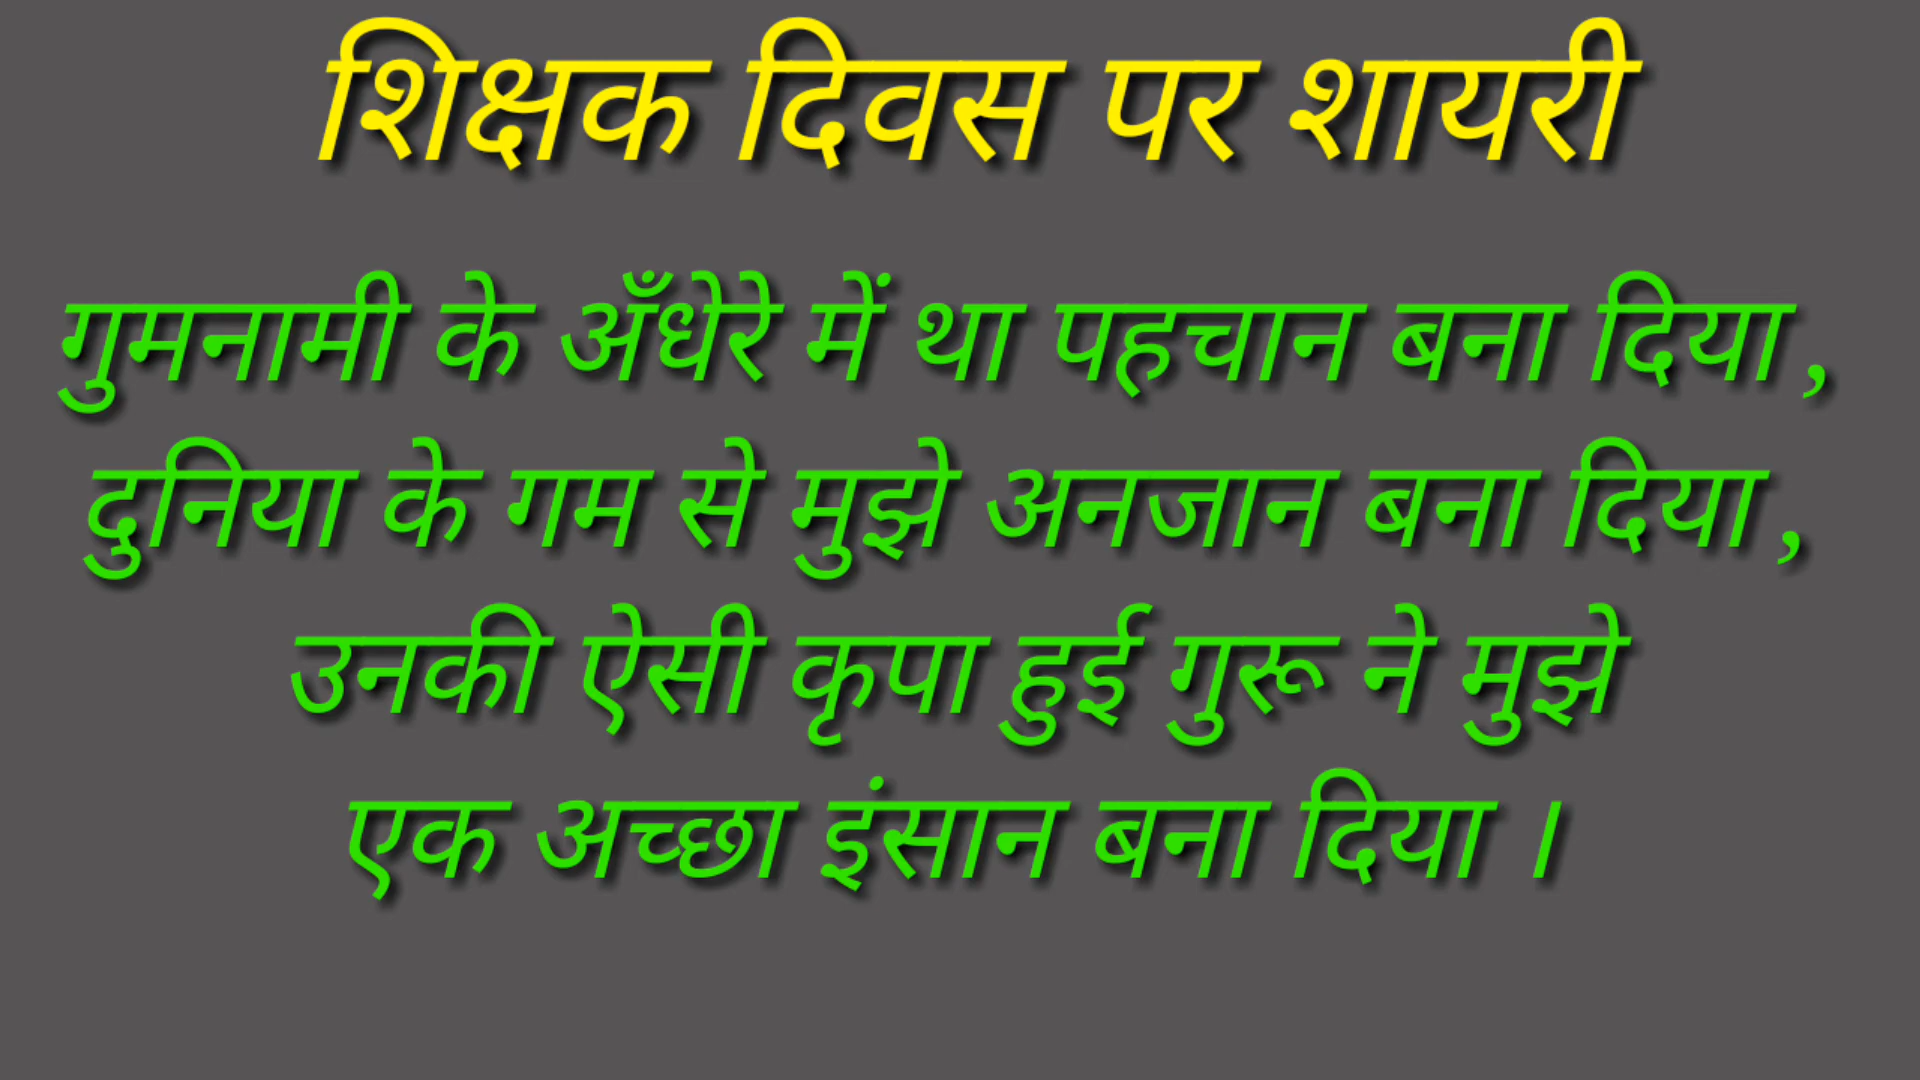 शिक्षक दिवस पर शायरी
गुमनामी के अँधेरे में था पहचान बना दिया ,
दुनिया के गम से मुझे अनजान बना दिया ,
उनकी ऐसी कृपा हुई गुरू ने मुझे
एक अच्छा इंसान बना दिया ।